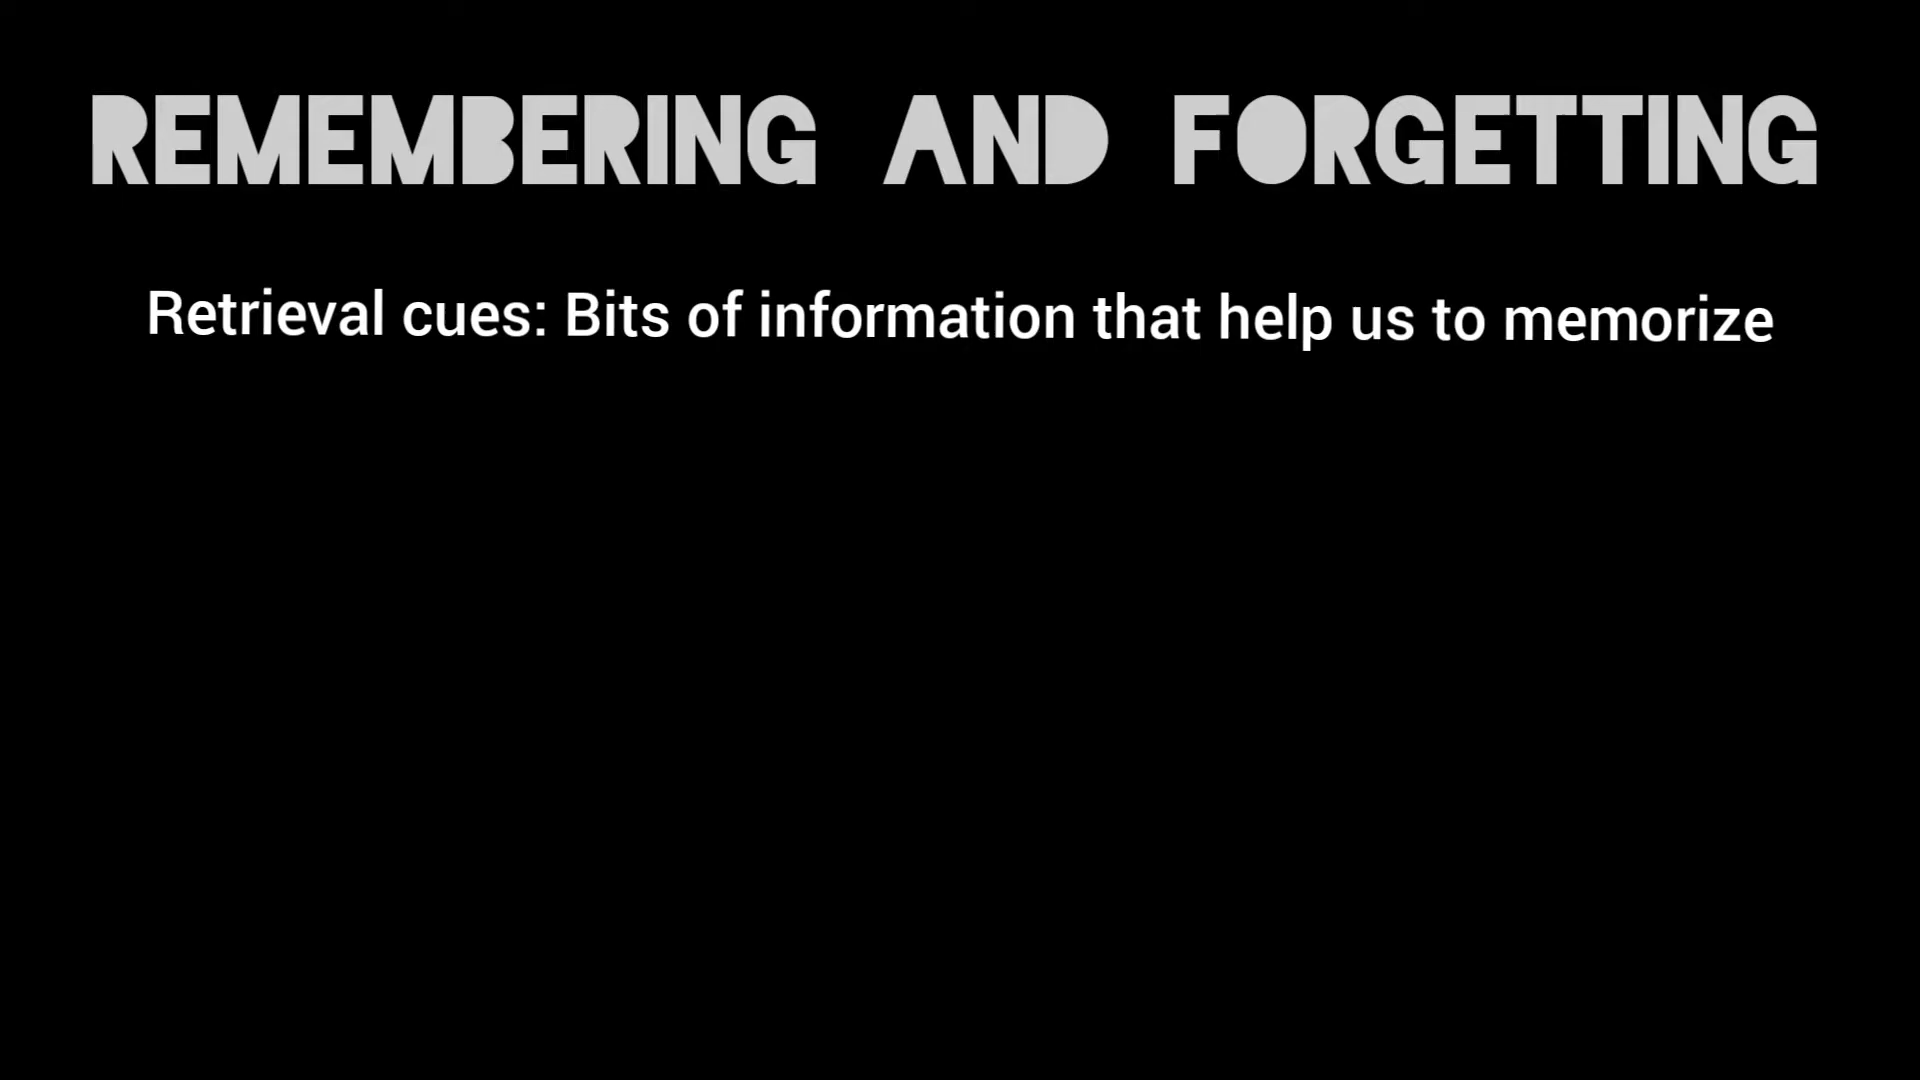 REMEMBERING AND FORGETTING
Retrieval cues: Bits of information that help us to memorize